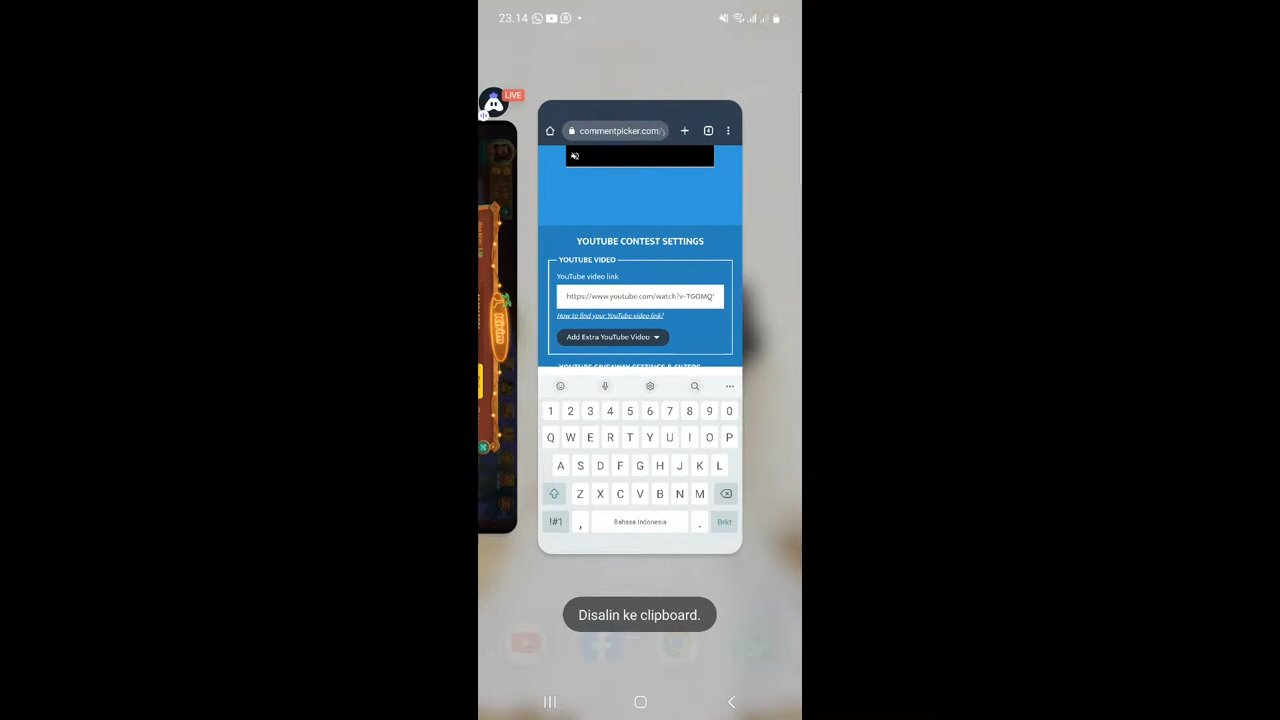 23.14
LIVE
commentpicker.com/y
YOUTUBE CONTEST SETTINGS
YOUTUBE VIDEO
YouTube video link
https://www.youtube.com/watch?v-TGOMQ
How to find your YouTube video link?
Add Extra YouTube Video
YOUTUBE GIVEAWAY SETTINGS & FILTERS
1 2 3 4 5 6 7 8 9 0
Q W E R T Y U I O P
A S D F G H J K L
Z X C V B N M
!#1 , Bahasa Indonesia . Brkt
Disalin ke clipboard.